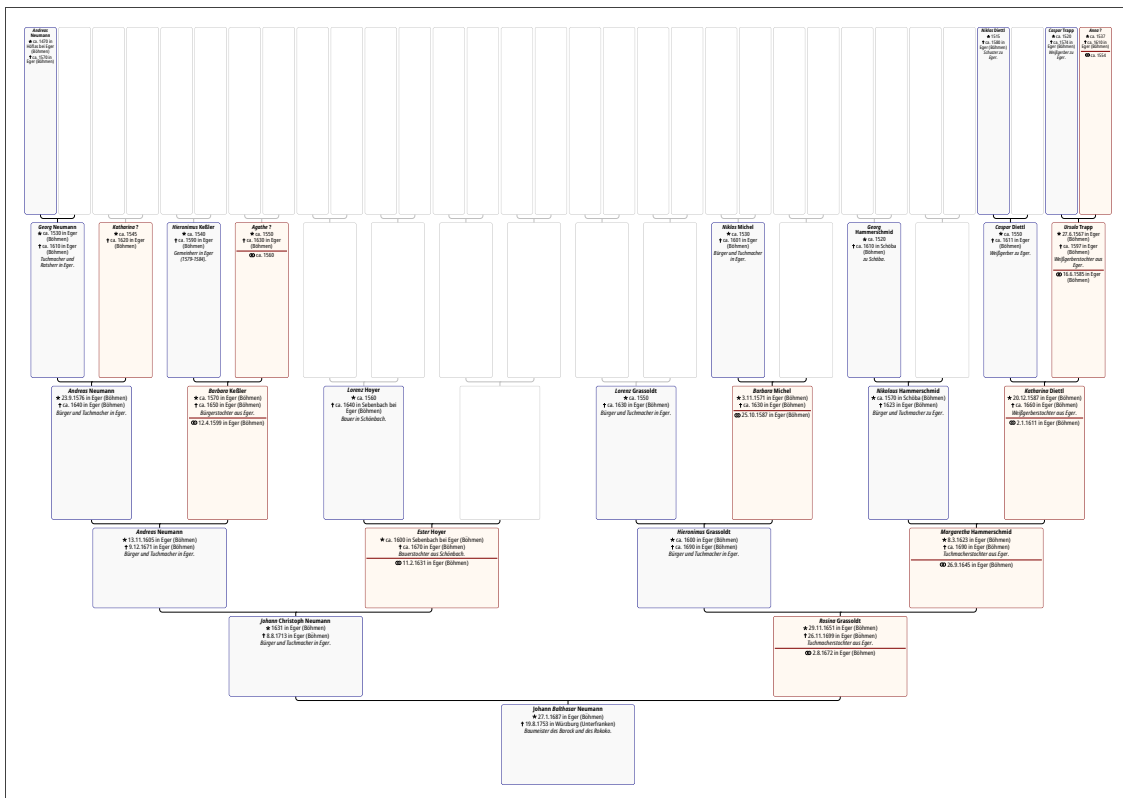 Andreas
Neumann
★ ca. 1470 in
Höflas bei Eger
(Böhmen)
✝ ca. 1570 in
Eger (Böhmen)
Niklas Diettl
★ 1515
✝ ca. 1580 in
Eger (Böhmen)
Eger.
Caspar Trapp
★ ca. 1520
✝ ca. 1574 in
Eger (Böhmen)
Weißgerber zu
Eger.
Anna ?
★ ca. 1537
✝ ca. 1610 in
Eger (Böhmen)
⚭ ca. 1554
Georg Neumann
★ ca. 1530 in Eger
(Böhmen)
✝ ca. 1610 in Eger
(Böhmen)
Tuchmacher und
Ratsherr in Eger.
Katharina ?
★ ca. 1545
✝ ca. 1620 in Eger
(Böhmen)
Hieronimus Keßler
★ ca. 1540
✝ ca. 1590 in Eger
(Böhmen)
Gemeinherr in Eger
(1579-1584).
Agathe ?
★ ca. 1550
✝ ca. 1630 in Eger
(Böhmen)
⚭ ca. 1560
Niklas Michel
★ ca. 1530
✝ ca. 1601 in Eger
(Böhmen)
Bürger und Tuchmacher
in Eger.
Georg
Hammerschmid
★ ca. 1520
✝ ca. 1610 in Schöba
(Böhmen)
zu Schöba.
Caspar Diettl
★ ca. 1550
✝ ca. 1611 in Eger
(Böhmen)
Weißgerber zu Eger.
Ursula Trapp
★ 27.6.1567 in Eger
(Böhmen)
✝ ca. 1597 in Eger
(Böhmen)
Weißgerberstochter aus
Eger.
⚭ 16.6.1585 in Eger
(Böhmen)
Andreas Neumann
★ 23.9.1576 in Eger (Böhmen)
✝ ca. 1640 in Eger (Böhmen)
Bürger und Tuchmacher in Eger.
Barbara Keßler
★ ca. 1570 in Eger (Böhmen)
✝ ca. 1650 in Eger (Böhmen)
Bürgerstochter aus Eger.
⚭ 12.4.1599 in Eger (Böhmen)
Lorenz Hoyer
★ ca. 1560
✝ ca. 1640 in Sebenbach bei
Eger (Böhmen)
Bauer in Schönbach.
Lorenz Grassoldt
★ ca. 1550
✝ ca. 1630 in Eger (Böhmen)
Bürger und Tuchmacher in Eger.
Barbara Michel
★ 3.11.1571 in Eger (Böhmen)
✝ ca. 1630 in Eger (Böhmen)
⚭ 25.10.1587 in Eger (Böhmen)
Nikolaus Hammerschmid
★ ca. 1570 in Schöba (Böhmen)
✝ 1623 in Eger (Böhmen)
Bürger und Tuchmacher zu Eger.
Katharina Diettl
★ 20.12.1587 in Eger (Böhmen)
✝ ca. 1660 in Eger (Böhmen)
Weißgerberstochter aus Eger.
⚭ 2.1.1611 in Eger (Böhmen)
Andreas Neumann
★ 13.11.1605 in Eger (Böhmen)
✝ 9.12.1671 in Eger (Böhmen)
Bürger und Tuchmacher in Eger.
Ester Hoyer
★ ca. 1600 in Sebenbach bei Eger (Böhmen)
✝ ca. 1670 in Eger (Böhmen)
Bauerstochter aus Schönbach.
⚭ 11.2.1631 in Eger (Böhmen)
Hieronimus Grassoldt
★ ca. 1600 in Eger (Böhmen)
✝ ca. 1690 in Eger (Böhmen)
Bürger und Tuchmacher in Eger.
Margaretha Hammerschmid
★ 8.3.1623 in Eger (Böhmen)
✝ ca. 1690 in Eger (Böhmen)
Tuchmacherstochter aus Eger.
⚭ 26.9.1645 in Eger (Böhmen)
Johann Christoph Neumann
★ 1631 in Eger (Böhmen)
✝ 8.8.1713 in Eger (Böhmen)
Bürger und Tuchmacher in Eger.
Rosina Grassoldt
★ 29.11.1651 in Eger (Böhmen)
✝ 26.11.1699 in Eger (Böhmen)
Tuchmacherstochter aus Eger.
⚭ 2.8.1672 in Eger (Böhmen)
Johann Balthasar Neumann
★ 27.1.1687 in Eger (Böhmen)
✝ 19.8.1753 in Würzburg (Unterfranken)
Baumeister des Barock und des Rokoko.